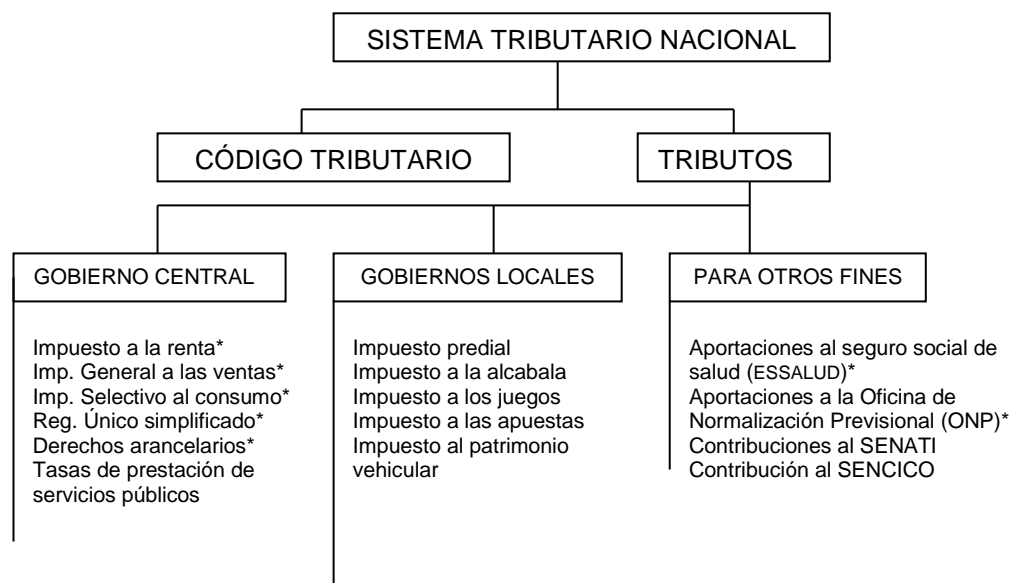 SISTEMA TRIBUTARIO NACIONAL
CÓDIGO TRIBUTARIO
TRIBUTOS
GOBIERNO CENTRAL
Impuesto a la renta*
Imp. General a las ventas*
Imp. Selectivo al consumo*
Reg. Único simplificado*
Derechos arancelarios*
Tasas de prestación de
servicios públicos
GOBIERNOS LOCALES
Impuesto predial
Impuesto a la alcabala
Impuesto a los juegos
Impuesto a las apuestas
Impuesto al patrimonio
vehicular
PARA OTROS FINES
Aportaciones al seguro social de
salud (ESSALUD)*
Aportaciones a la Oficina de
Normalización Previsional (ONP)*
Contribuciones al SENATI
Contribución al SENCICO